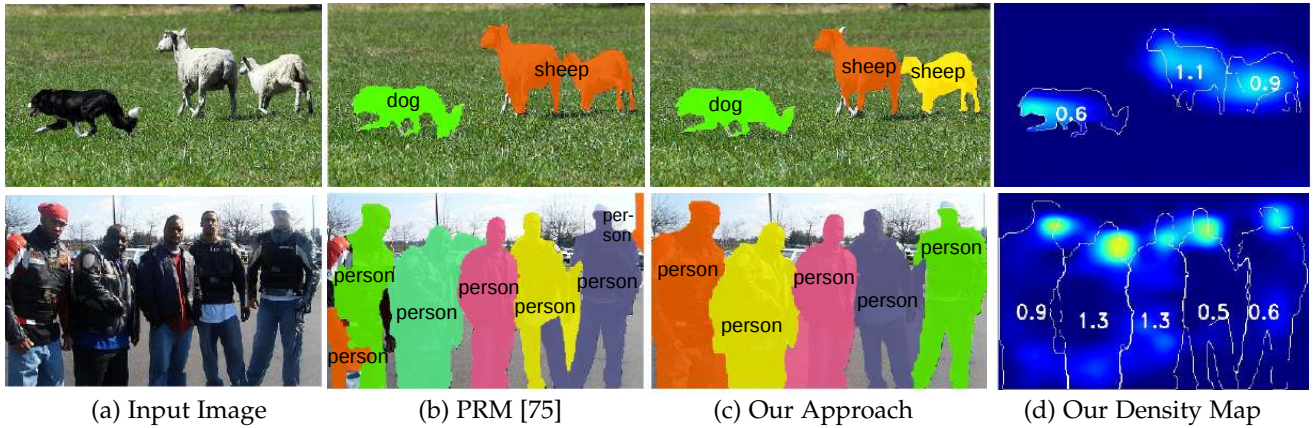 dog
sheep
dog
sheep
sheep
0.6
1.1
0.9
person
person
person
person
person
person
per-
son
person
person
person
person
person
0.9
1.3
1.3
0.5
0.6
(a) Input Image
(b) PRM [75]
(c) Our Approach
(d) Our Density Map